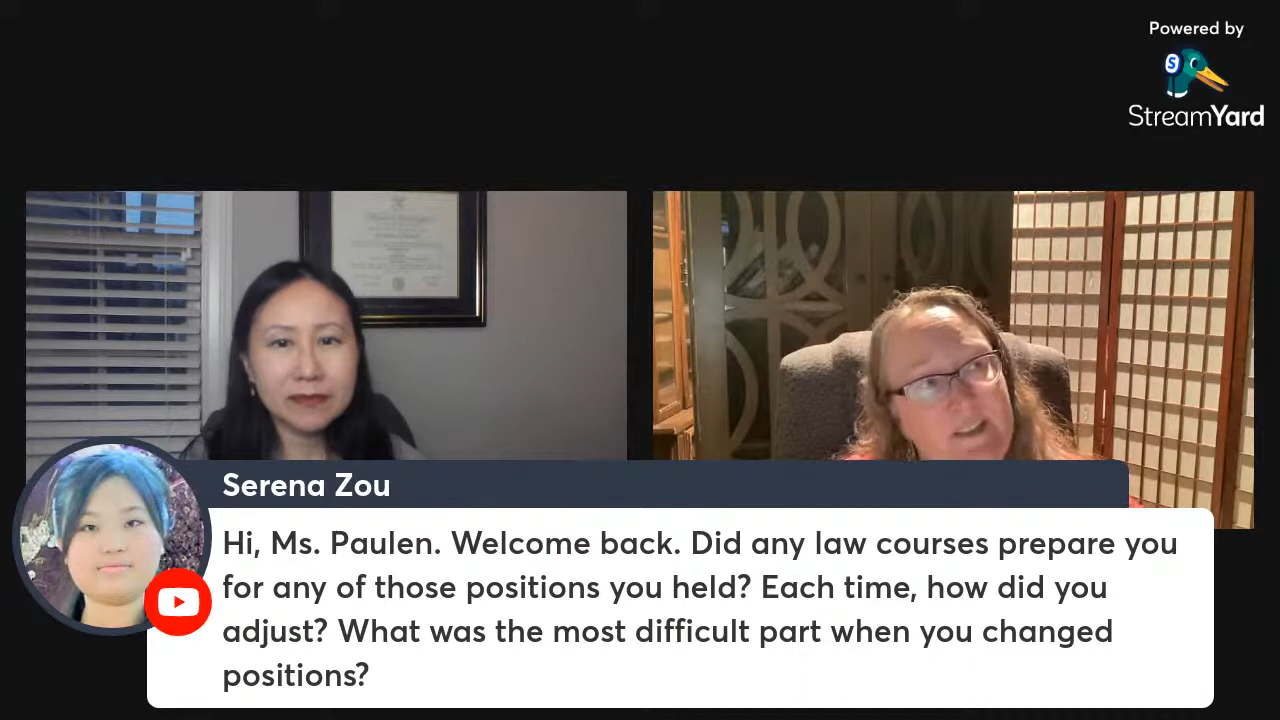 Powered by
S
StreamYard
Serena Zou
Hi, Ms. Paulen. Welcome back. Did any law courses prepare you
for any of those positions you held? Each time, how did you
adjust? What was the most difficult part when you changed
positions?